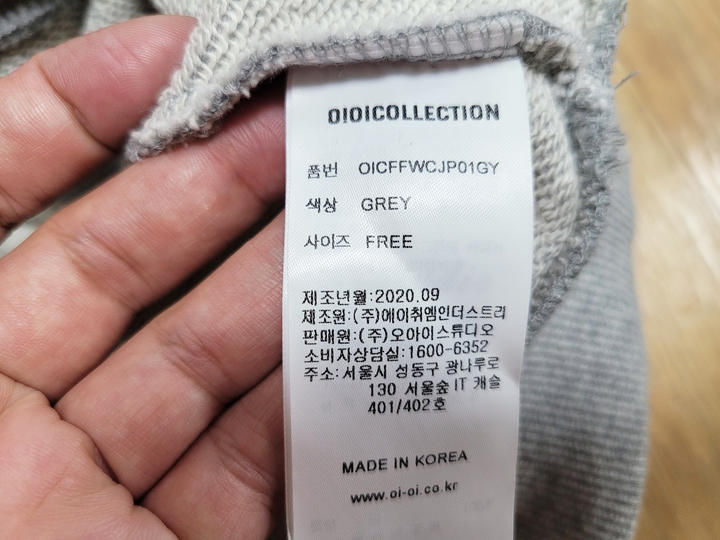 OIOICOLLECTION
품번 OICFFWCJP01GY
색상 GREY
사이즈 FREE
제조년월:2020.09
제조원:(주)에이취엠인더스트리
판매원:(주)오아이스튜디오
소비자상담실:1600-6352
주소:서울시 성동구 광나루로
130 서울숲 IT 캐슬
401/402호
MADE IN KOREA
www.oi-oi.co.kr